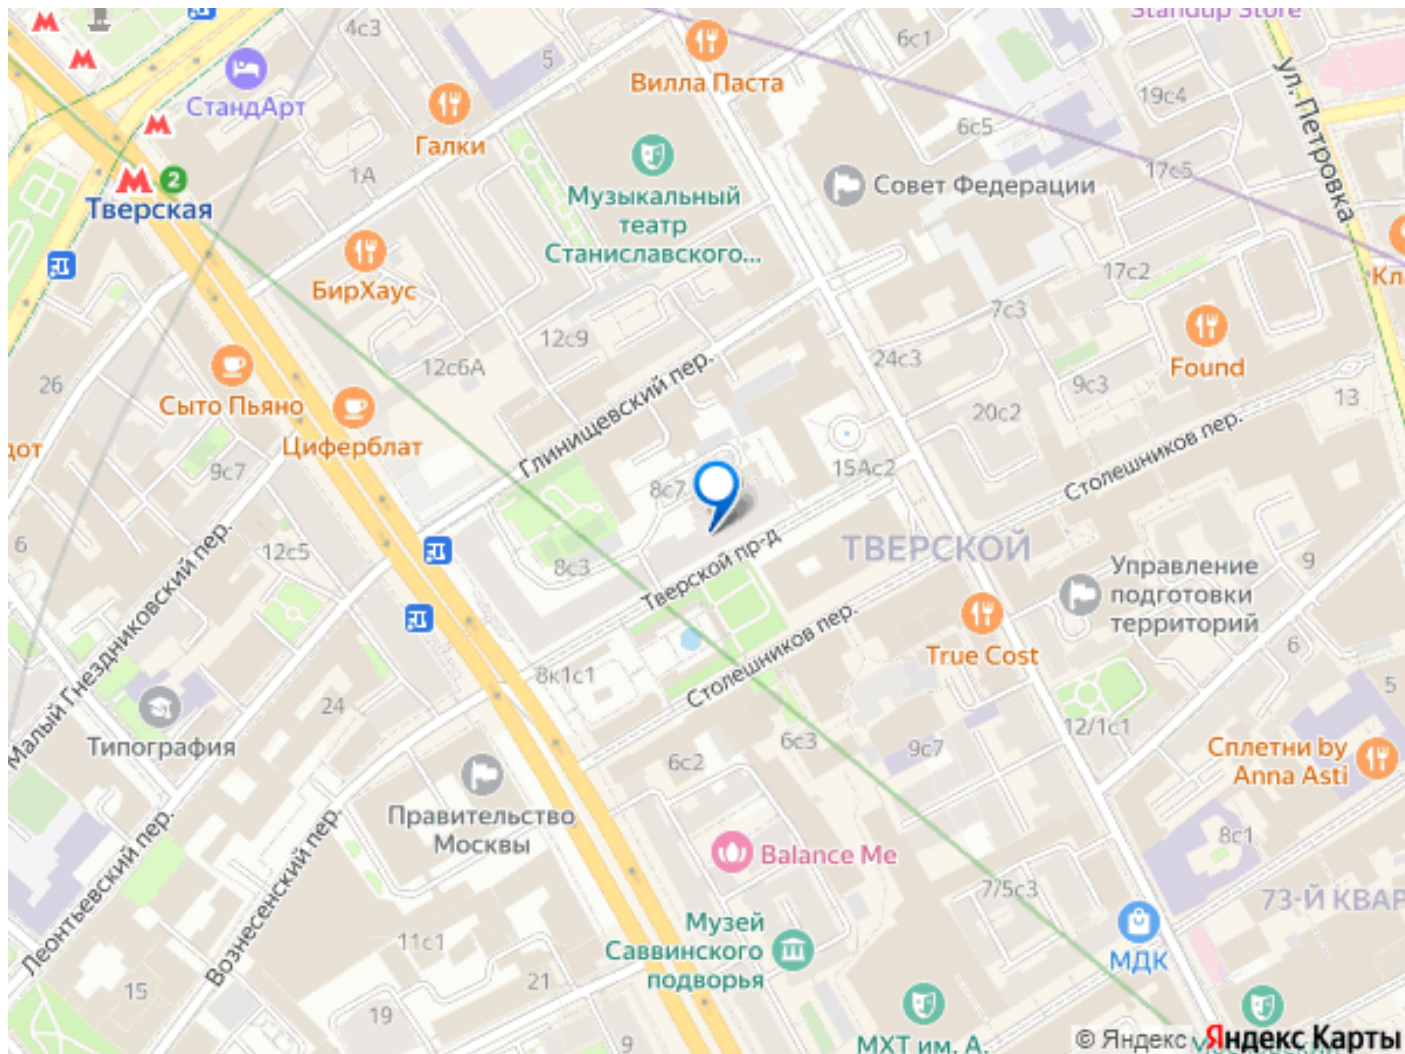 Standup Store
4с3
6с1
5
СтандАрт
Вилла Паста
ул. Петровка
19с4
Галки
6с5
1А
17с5
2
Тверская
Музыкальный
театр
Станиславского...
Совет Федерации
БирХаус
17с2
Кла
7с3
12с9
24с3
Found
12с6А
26
9с3
13
Сыто Пьяно
Циферблат
Глинищевский пер.
20с2
Столешников пер.
дот
9с7
8с7
15Ас2
6
12с5
8с3
Тверской пр-д
ТВЕРСКОЙ
Управление
подготовки
территорий
9
Малый Гнездниковский пер.
True Cost
6
8к1с1
Столешников пер.
5
24
Типография
12/1с1
6с3
9с7
6с2
Сплетни by
Anna Asti
Правительство
Москвы
Balance Me
8с1
Леонтьевский пер.
Вознесенский пер.
7/5с3
73-Й КВАР
11с1
Музей
Саввинского
подворья
МДК
21
15
19
9
МХТ им. А.
© Яндекс Яндекс Карты